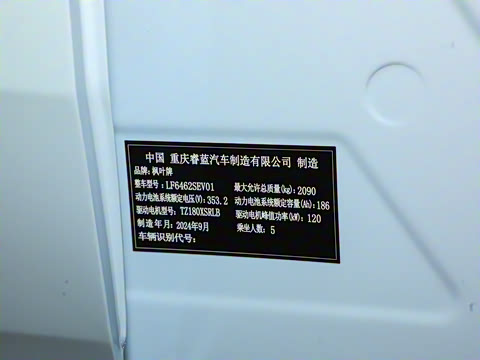 中国 重庆睿蓝汽车制造有限公司 制造
品牌: 枫叶牌
整车型号: LF6462SEV01 最大允许总质量(kg): 2090
动力电池系统额定电压(V): 353.2 动力电池系统额定容量(Ah): 186
驱动电机型号: TZ180XSRLB 驱动电机峰值功率(kW): 120
制造年月: 2024年9月 乘坐人数: 5
车辆识别代号: